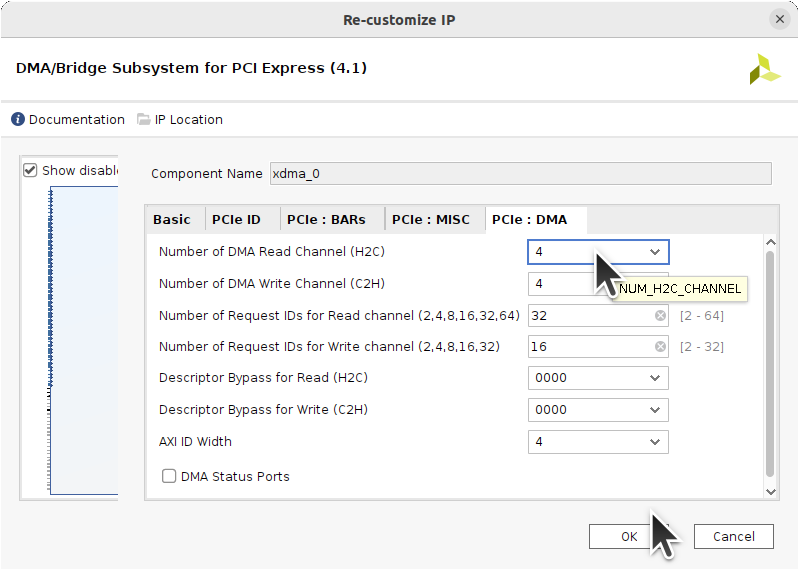 Re-customize IP
DMA/Bridge Subsystem for PCI Express (4.1)
Documentation IP Location
Show disable
Component Name xdma_0
Basic PCIe ID PCIe : BARs PCIe : MISC PCIe : DMA
Number of DMA Read Channel (H2C) 4
Number of DMA Write Channel (C2H) 4
NUM_H2C_CHANNEL
Number of Request IDs for Read channel (2,4,8,16,32,64) 32 [2 - 64]
Number of Request IDs for Write channel (2,4,8,16,32) 16 [2 - 32]
Descriptor Bypass for Read (H2C) 0000
Descriptor Bypass for Write (C2H) 0000
AXI ID Width 4
DMA Status Ports
OK Cancel